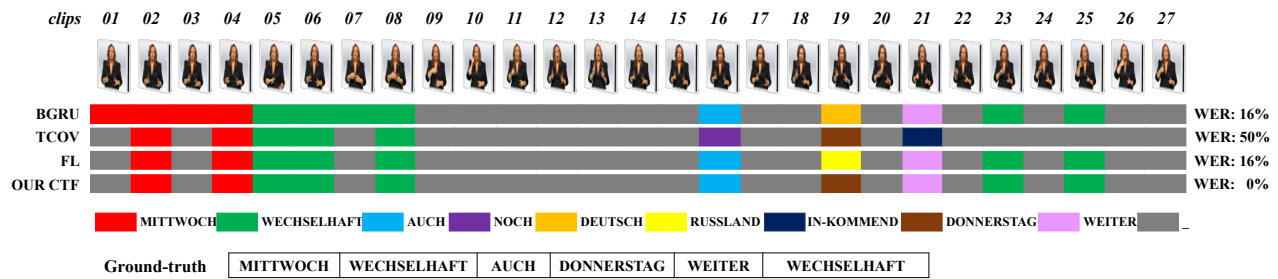 clips 01 02 03 04 05 06 07 08 09 10 11 12 13 14 15 16 17 18 19 20 21 22 23 24 25 26 27
BGRU WER: 16%
TCOV WER: 50%
FL WER: 16%
OUR CTF WER: 0%
MITTWOCH WECHSELHAFT AUCH NOCH DEUTSCH RUSSLAND IN-KOMMEND DONNERSTAG WEITER _
Ground-truth MITTWOCH WECHSELHAFT AUCH DONNERSTAG WEITER WECHSELHAFT